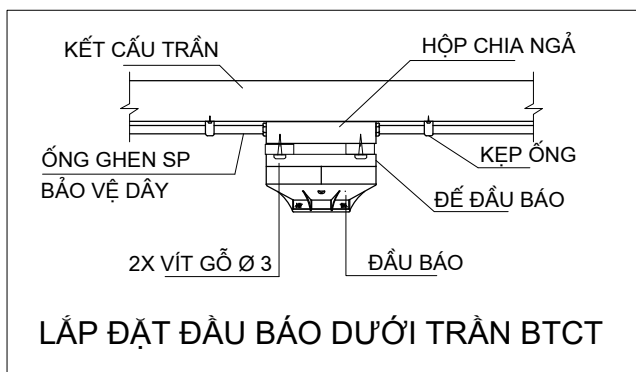 KẾT CẤU TRẦN
HỘP CHIA NGẢ
ỐNG GHEN SP
BẢO VỆ DÂY
KẸP ỐNG
ĐẾ ĐẦU BÁO
2X VÍT GỖ Ø 3
ĐẦU BÁO
LẮP ĐẶT ĐẦU BÁO DƯỚI TRẦN BTCT